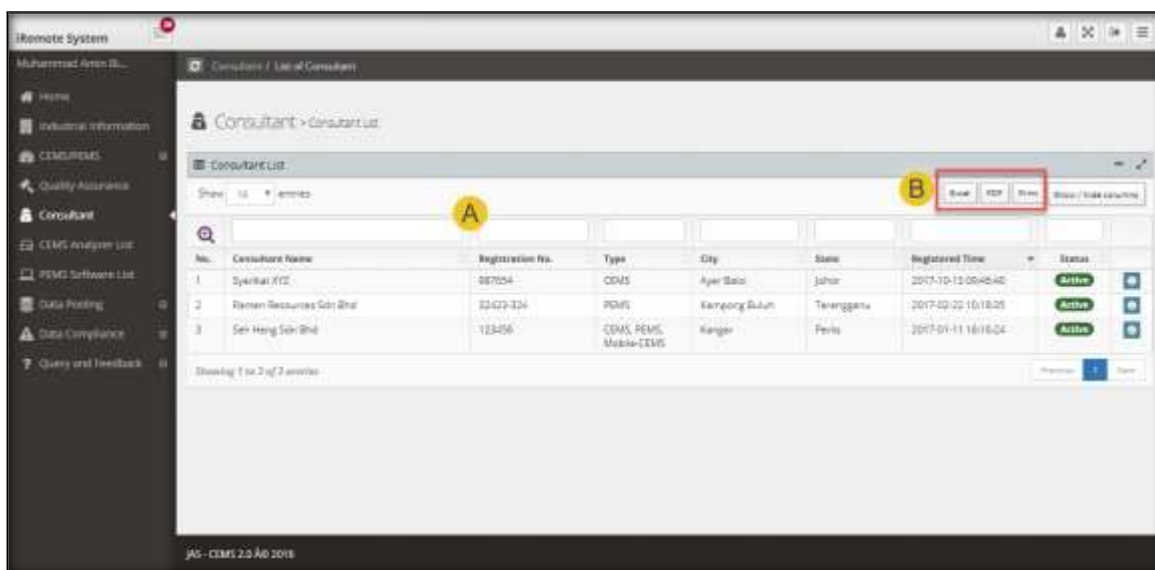 iRemote System
Muhammad Amin Bi...
Consultant / List of Consultant
Home
Industrial Information
CEMS/PEMS
Quality Assurance
Consultant
CEMS Analyzer List
PEMS Software List
Data Posting
Data Compliance
? Query and Feedback
Consultant > Consultant List
Consultant List
Show 10 entries
B
Excel PDF Print Show / hide columns
A
No. Consultant Name Registration No. Type City State Registered Time Status
1 Syarikat XYZ 987654 CEMS Ayer Baloi Johor 2017-10-13 09:46:40 Active
2 Ramen Resources Sdn Bhd 32423-324 PEMS Kampong Buluh Terengganu 2017-02-22 10:18:35 Active
3 Seh Heng Sdn Bhd 123456 CEMS, PEMS, Mobile-CEMS Kangar Perlis 2017-01-11 16:16:24 Active
Showing 1 to 3 of 3 entries
Previous 1 Next
JAS - CEMS 2.0 Â© 2016